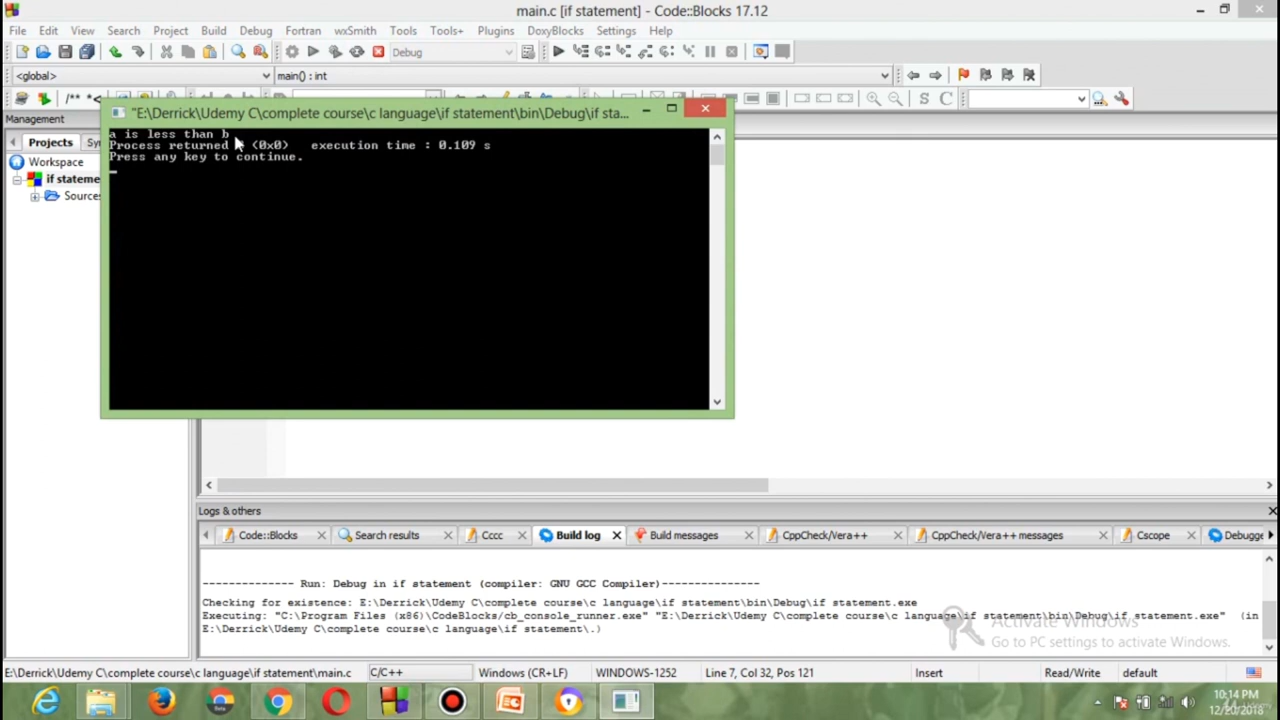 main.c [if statement] - Code::Blocks 17.12
File Edit View Search Project Build Debug Fortran wxSmith Tools Tools+ Plugins DoxyBlocks Settings Help
Debug
<global> main() : int
/** *<
S C
Management
"E:\Derrick\Udemy C\complete course\c language\if statement\bin\Debug\if sta...
a is less than b
Process returned (0x0) execution time : 0.109 s
Press any key to continue.
Projects Sy
Workspace
if stateme
Sources
Logs & others
Code::Blocks Search results Cccc Build log Build messages CppCheck/Vera++ CppCheck/Vera++ messages Cscope Debugge
-------------- Run: Debug in if statement (compiler: GNU GCC Compiler)---------------
Checking for existence: E:\Derrick\Udemy C\complete course\c language\if statement\bin\Debug\if statement.exe
Executing: "C:\Program Files (x86)\CodeBlocks/cb_console_runner.exe" "E:\Derrick\Udemy C\complete course\c language\if statement\bin\Debug\if statement.exe" (in
E:\Derrick\Udemy C\complete course\c language\if statement\.)
Activate Windows
Go to PC settings to activate Windows.
E:\Derrick\Udemy C\complete course\c language\if statement\main.c C/C++ Windows (CR+LF) WINDOWS-1252 Line 7, Col 32, Pos 121 Insert Read/Write default
10:14 PM
12/20/2018